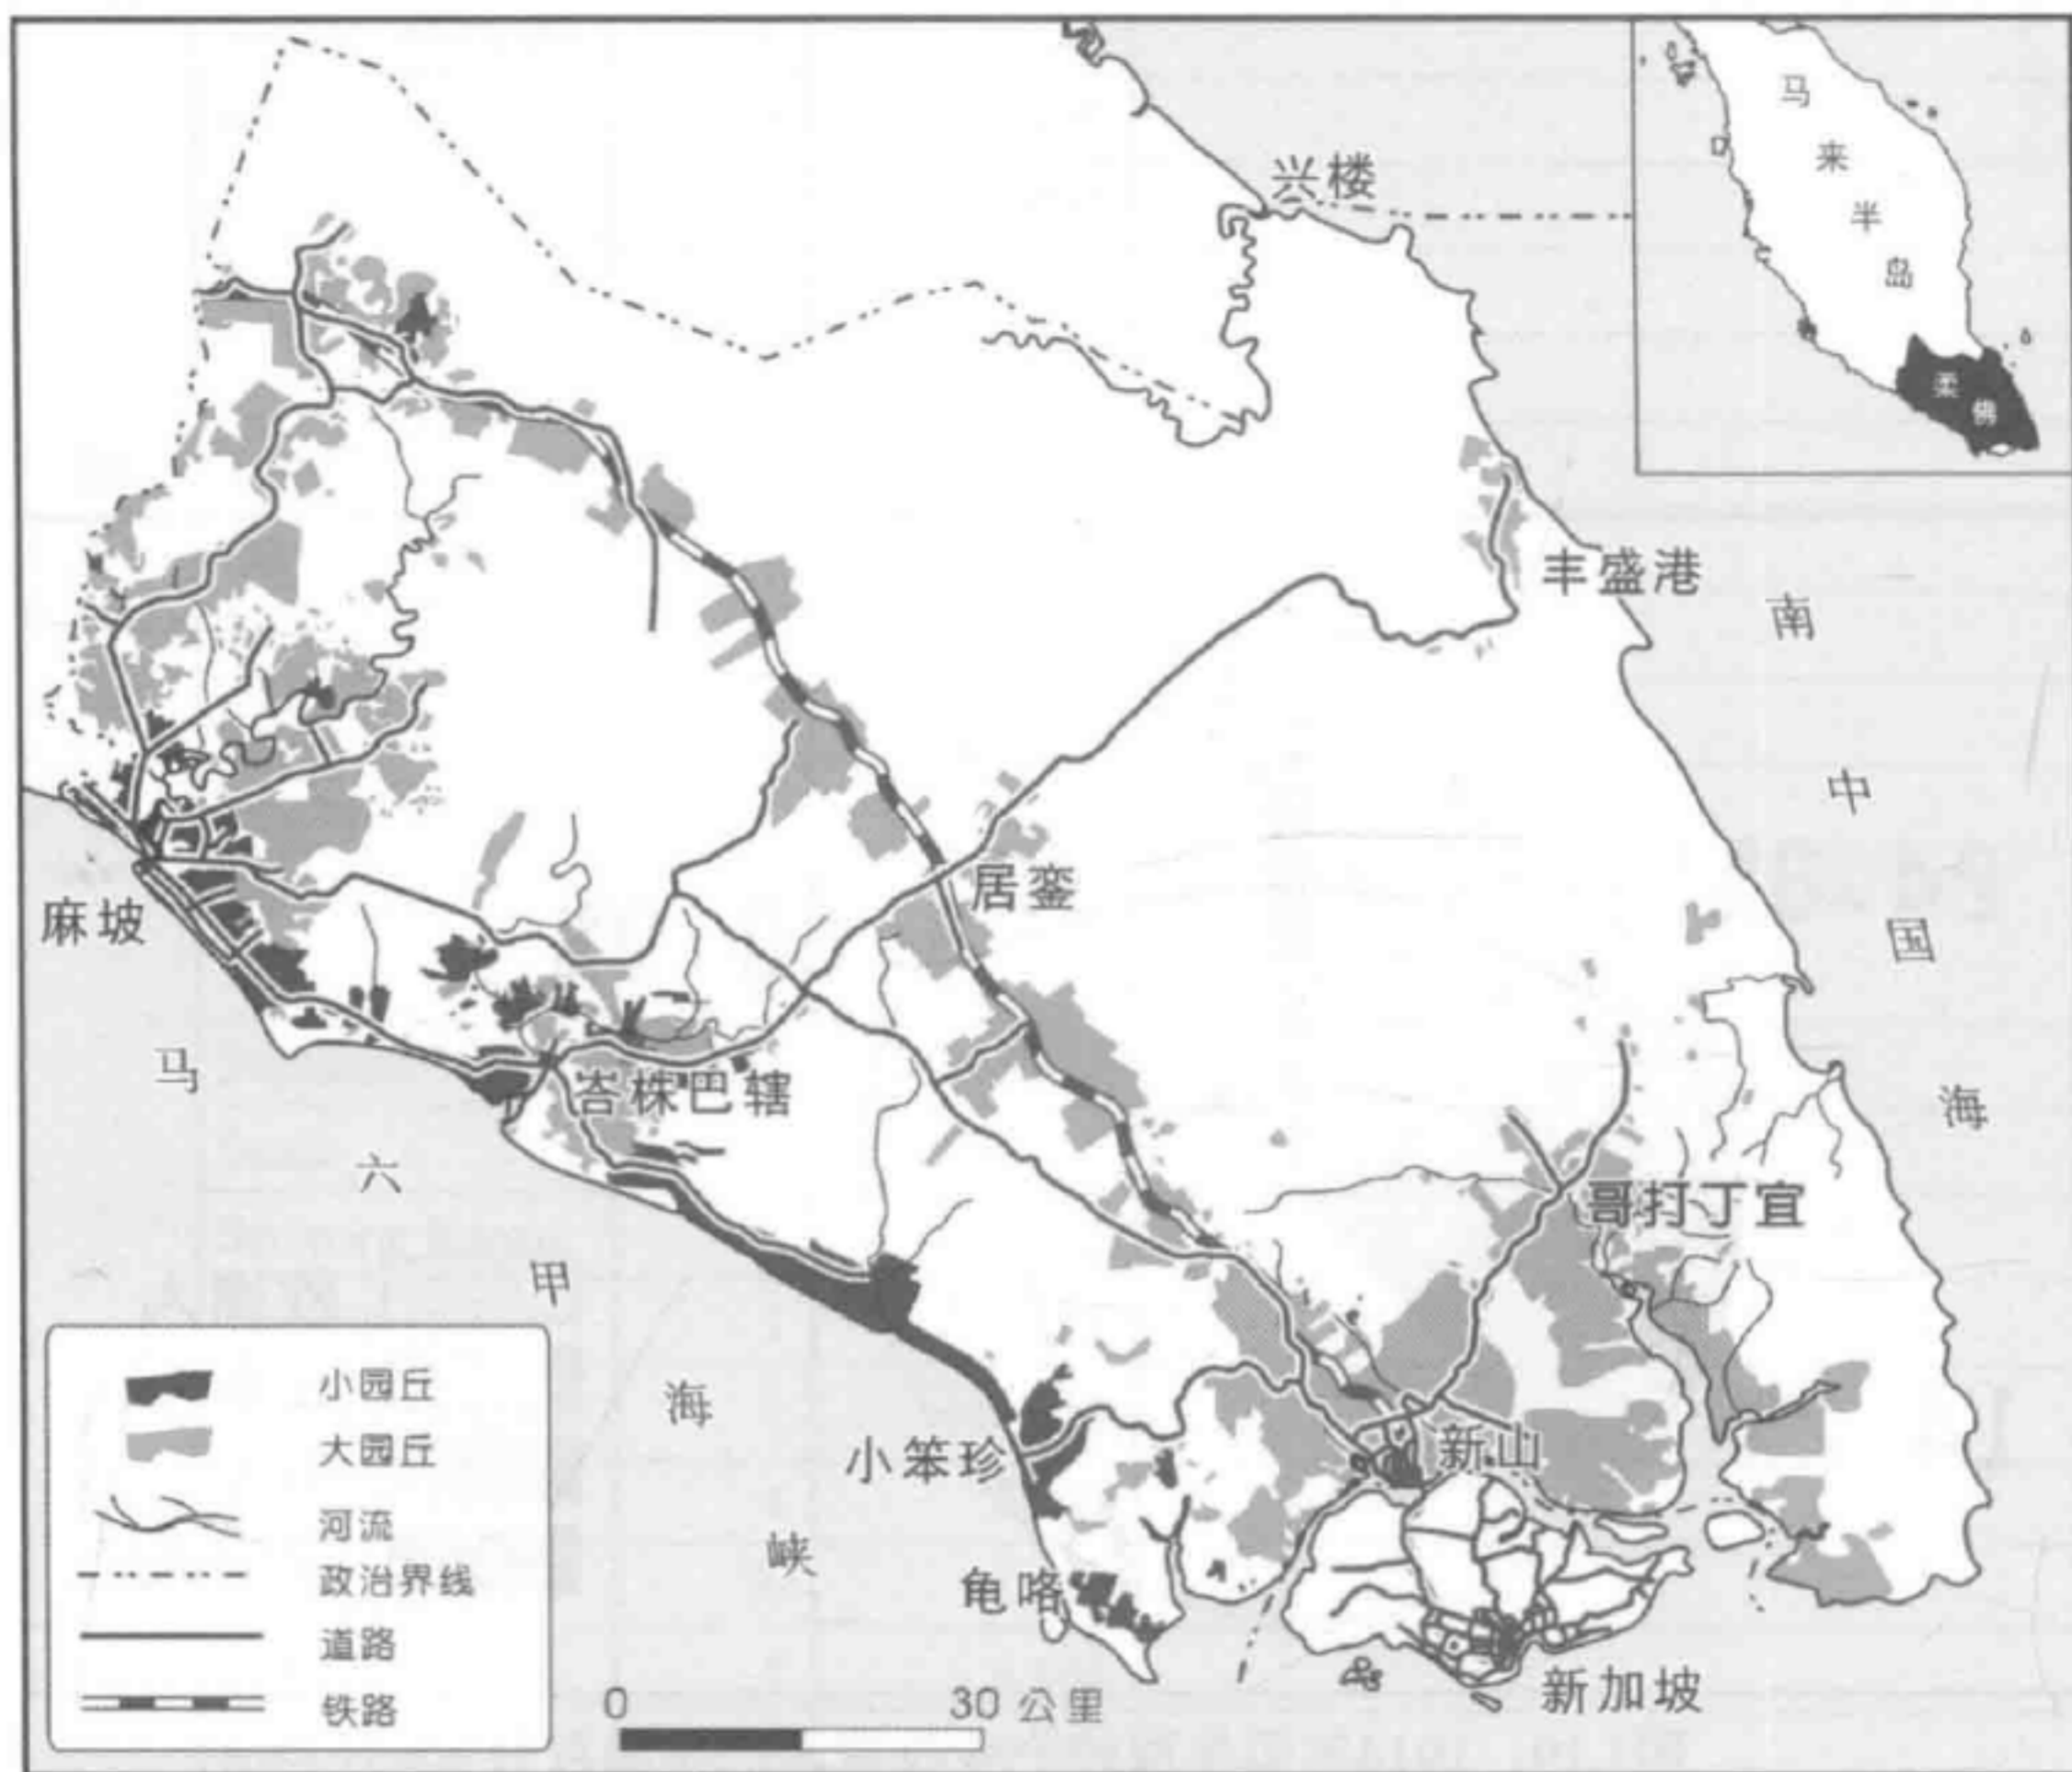 兴楼
马来半岛
柔佛
丰盛港
南中国海
居銮
麻坡
峇株巴辖
马六甲海峡
哥打丁宜
小笨珍
新山
龟咯
新加坡
小园丘
大园丘
河流
政治界线
道路
铁路
0 30 公里